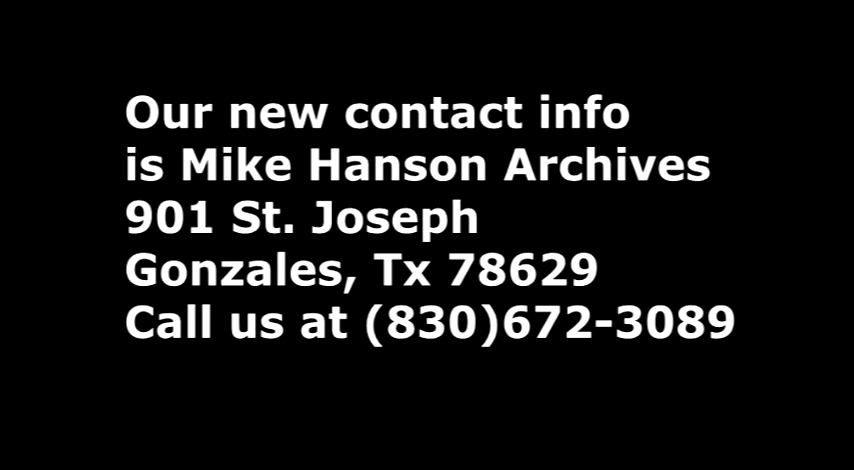 Our new contact info
is Mike Hanson Archives
901 St. Joseph
Gonzales, Tx 78629
Call us at (830)672-3089